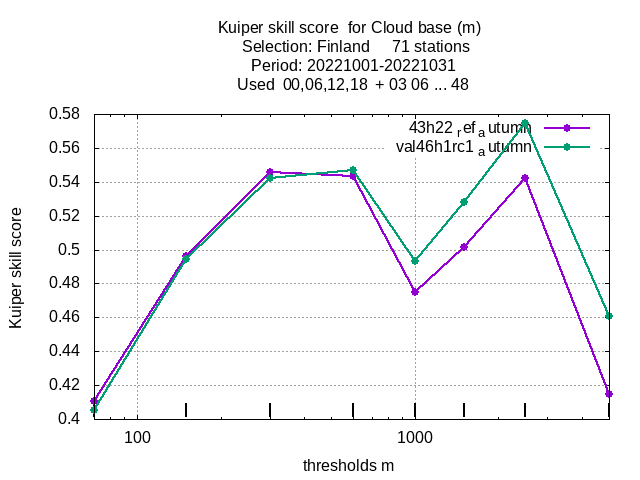 Kuiper skill score  for Cloud base (m)
Selection: Finland     71 stations
Period: 20221001-20221031
Used  00,06,12,18  + 03 06 ... 48
43h22_ref_autumn
val46h1rc1_autumn
0.58
0.56
0.54
0.52
0.5
0.48
0.46
0.44
0.42
0.4
Kuiper skill score
100
1000
thresholds m